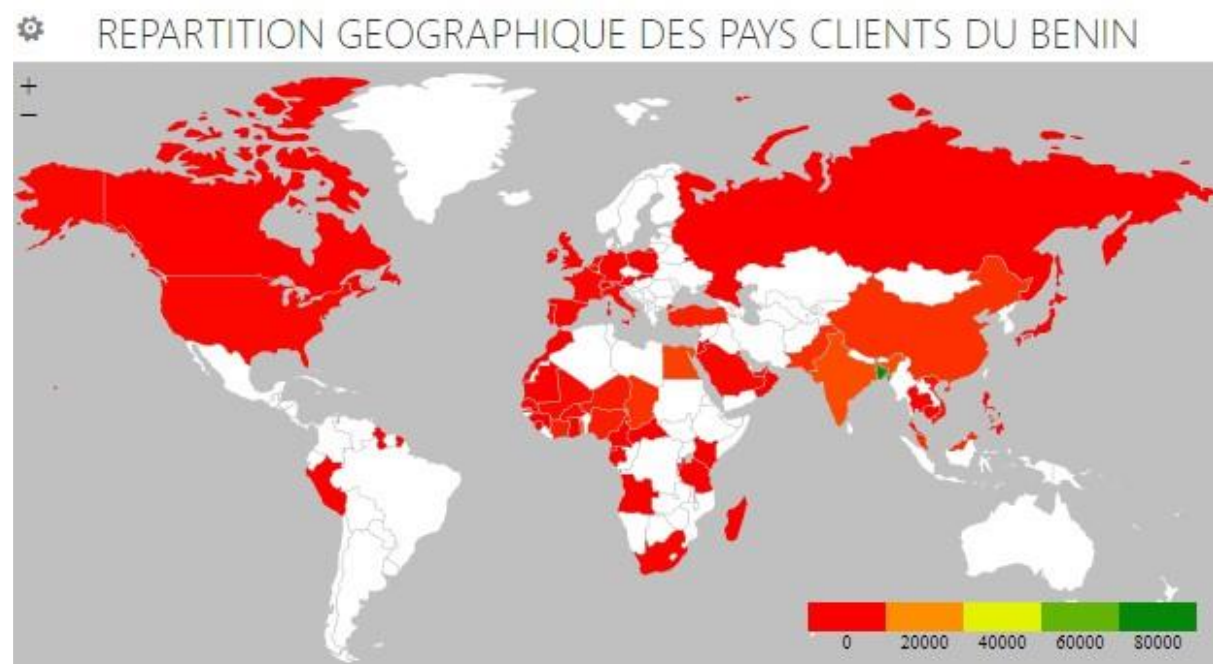 REPARTITION GEOGRAPHIQUE DES PAYS CLIENTS DU BENIN
+
−
0 20000 40000 60000 80000